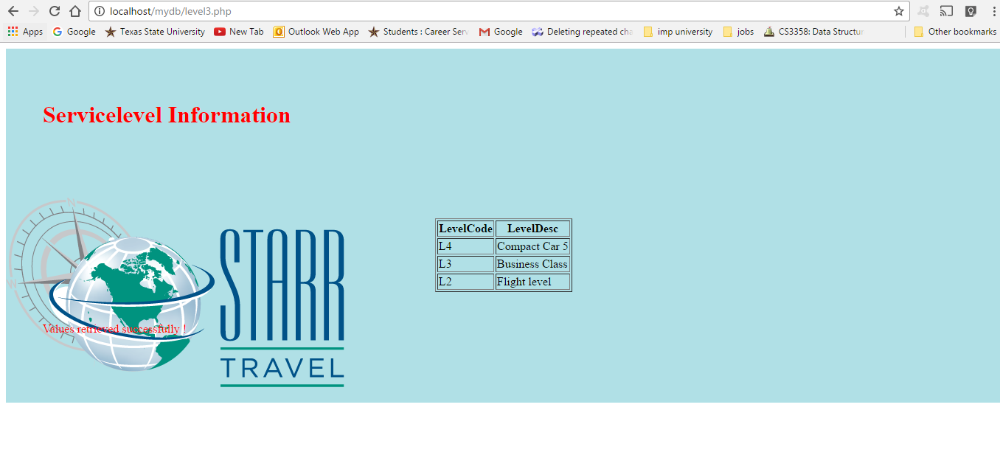 localhost/mydb/level3.php
Apps Google Texas State University New Tab Outlook Web App Students : Career Serv Google Deleting repeated cha imp university jobs CS3358: Data Structur Other bookmarks
Servicelevel Information
N
W
STARR
TRAVEL
LevelCode LevelDesc
L4 Compact Car 5
L3 Business Class
L2 Flight level
Values retrieved successfully !